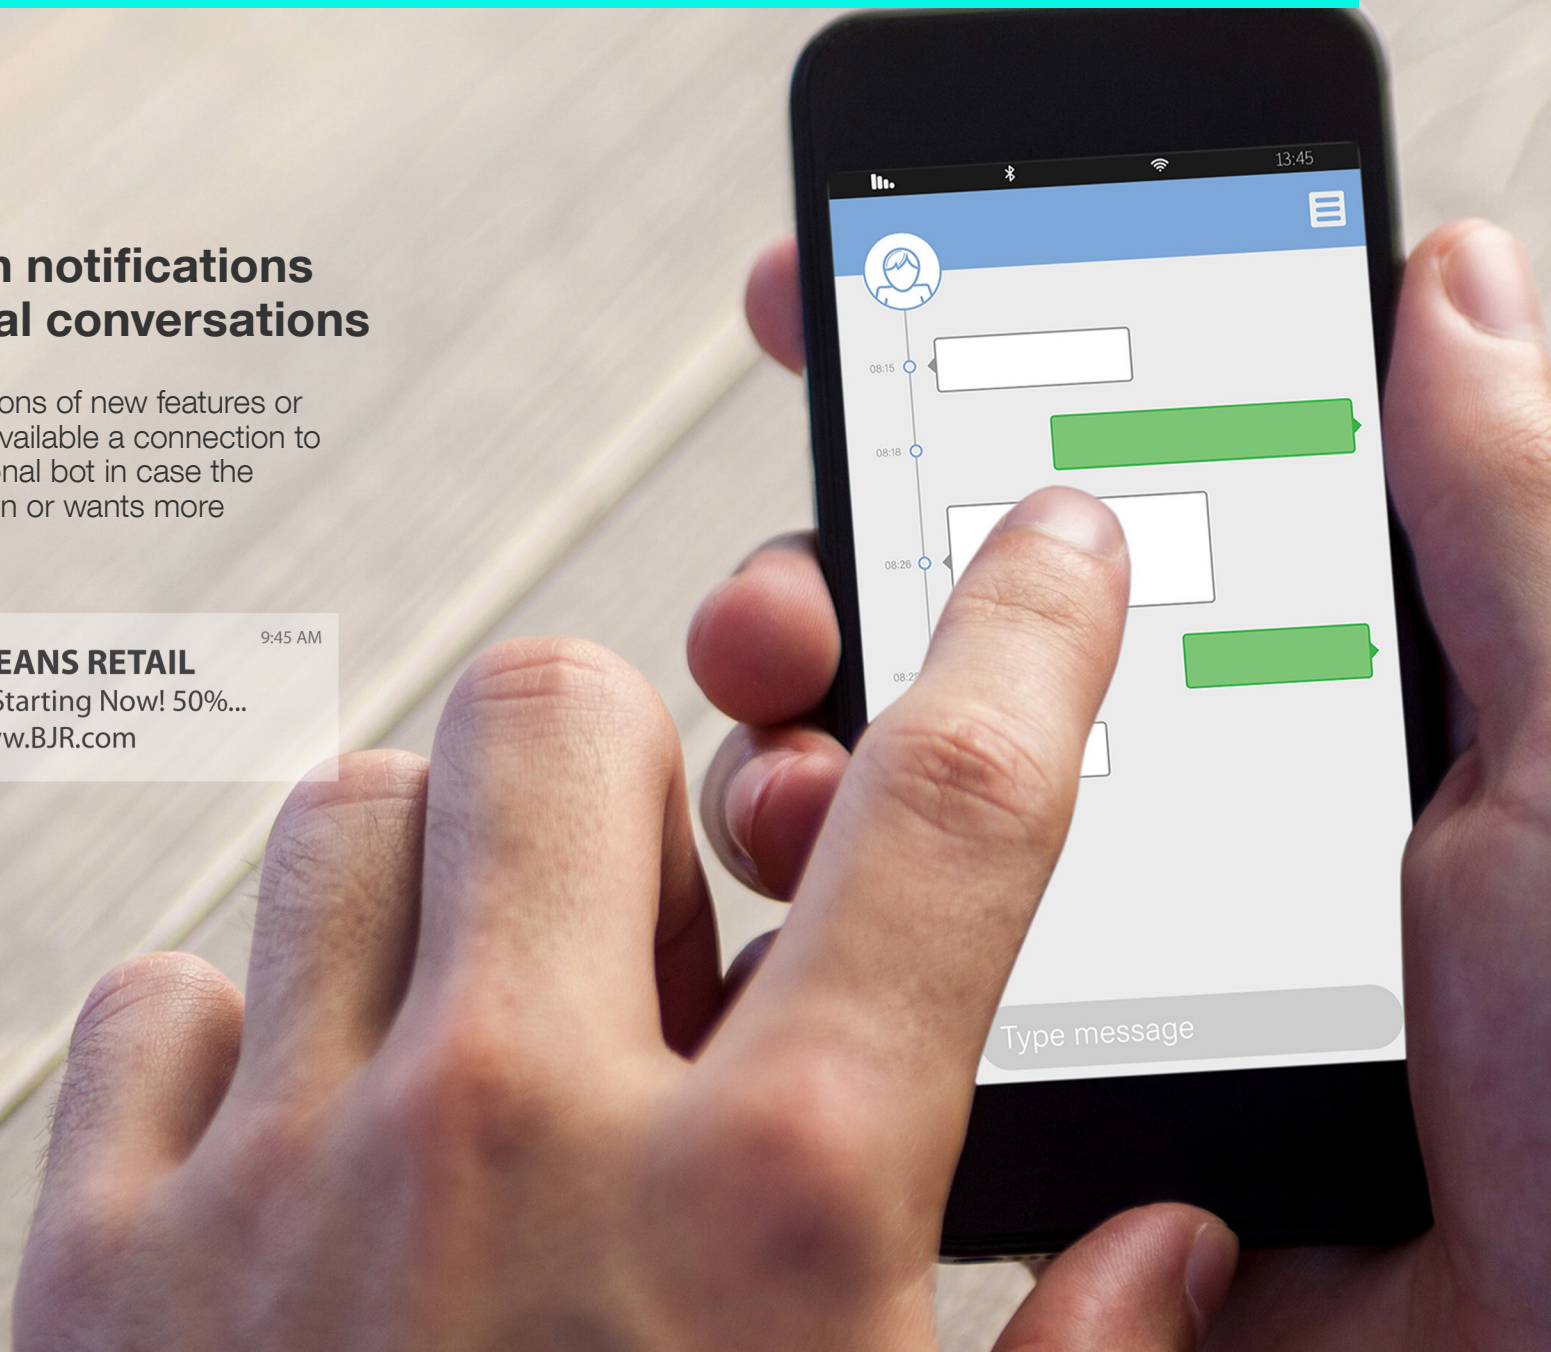 notifications
al conversations
ons of new features or
vailable a connection to
onal bot in case the
n or wants more
9:45 AM
EANS RETAIL
Starting Now! 50%...
w.BJR.com
13:45
08:15
08:18
08:26
Type message